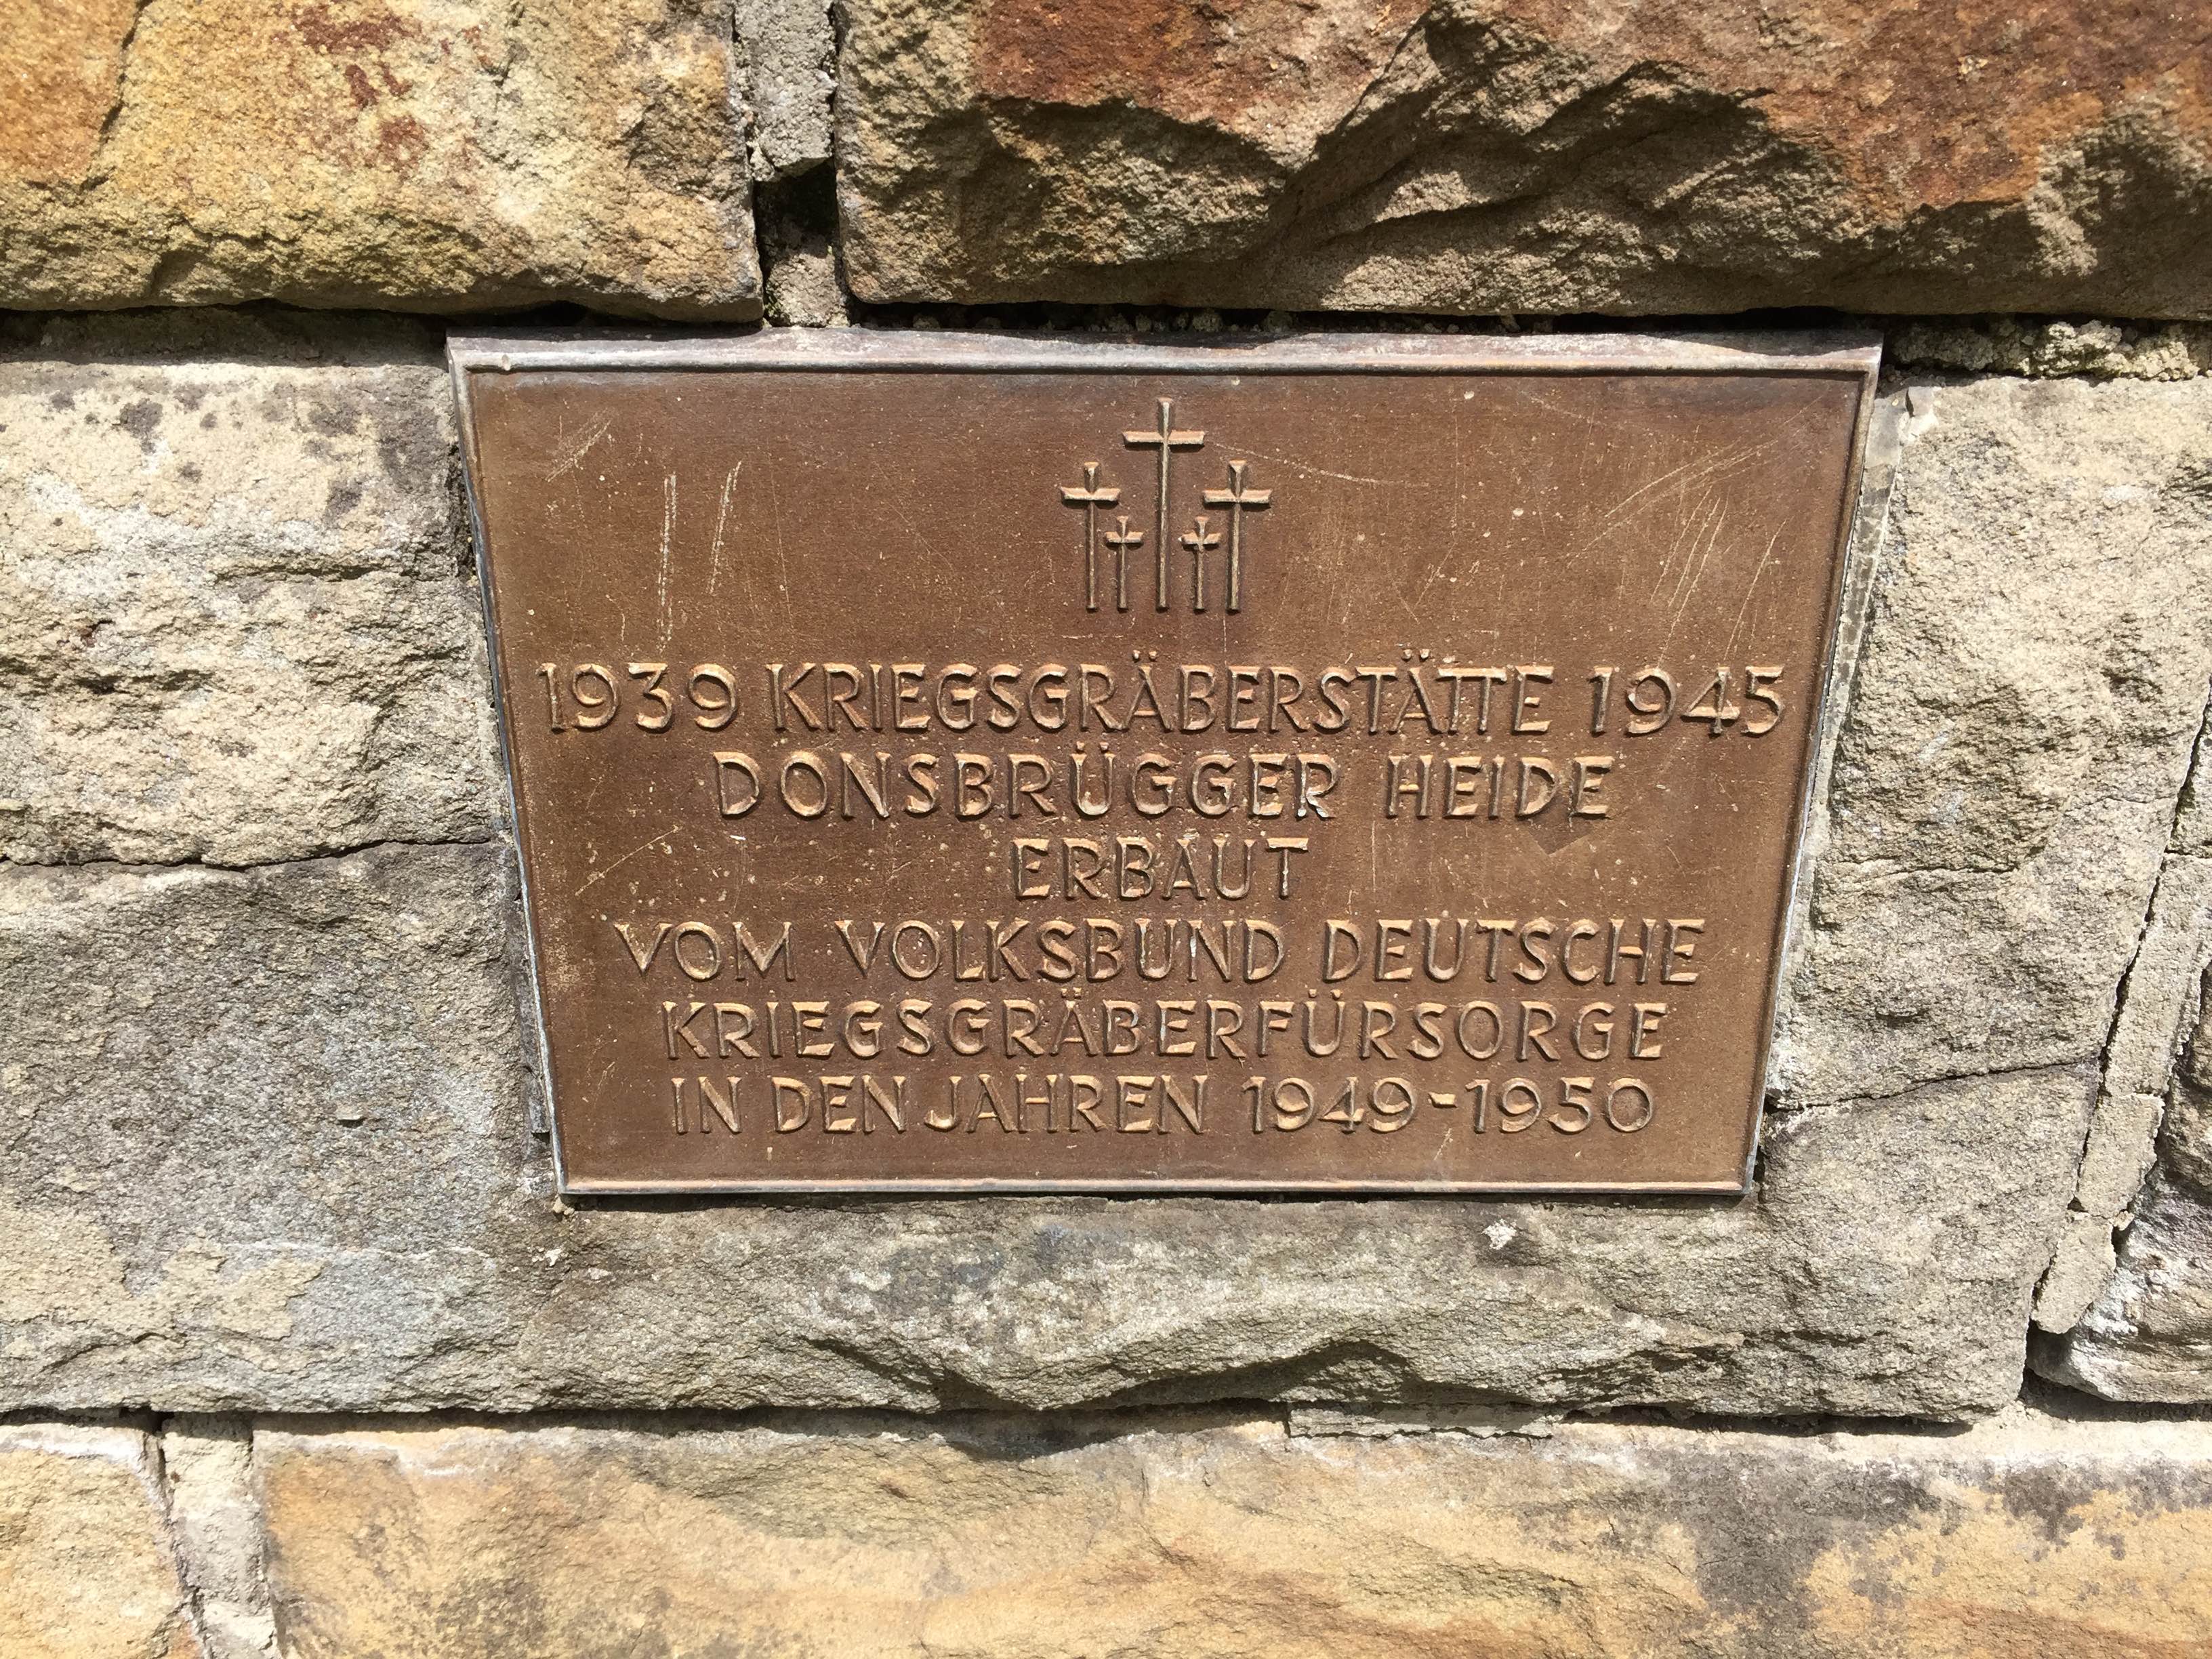 1939 KRIEGSGRÄBERSTÄTTE 1945
DONSBRÜGGER HEIDE
ERBAUT
VOM VOLKSBUND DEUTSCHE
KRIEGSGRÄBERFÜRSORGE
IN DEN JAHREN 1949-1950